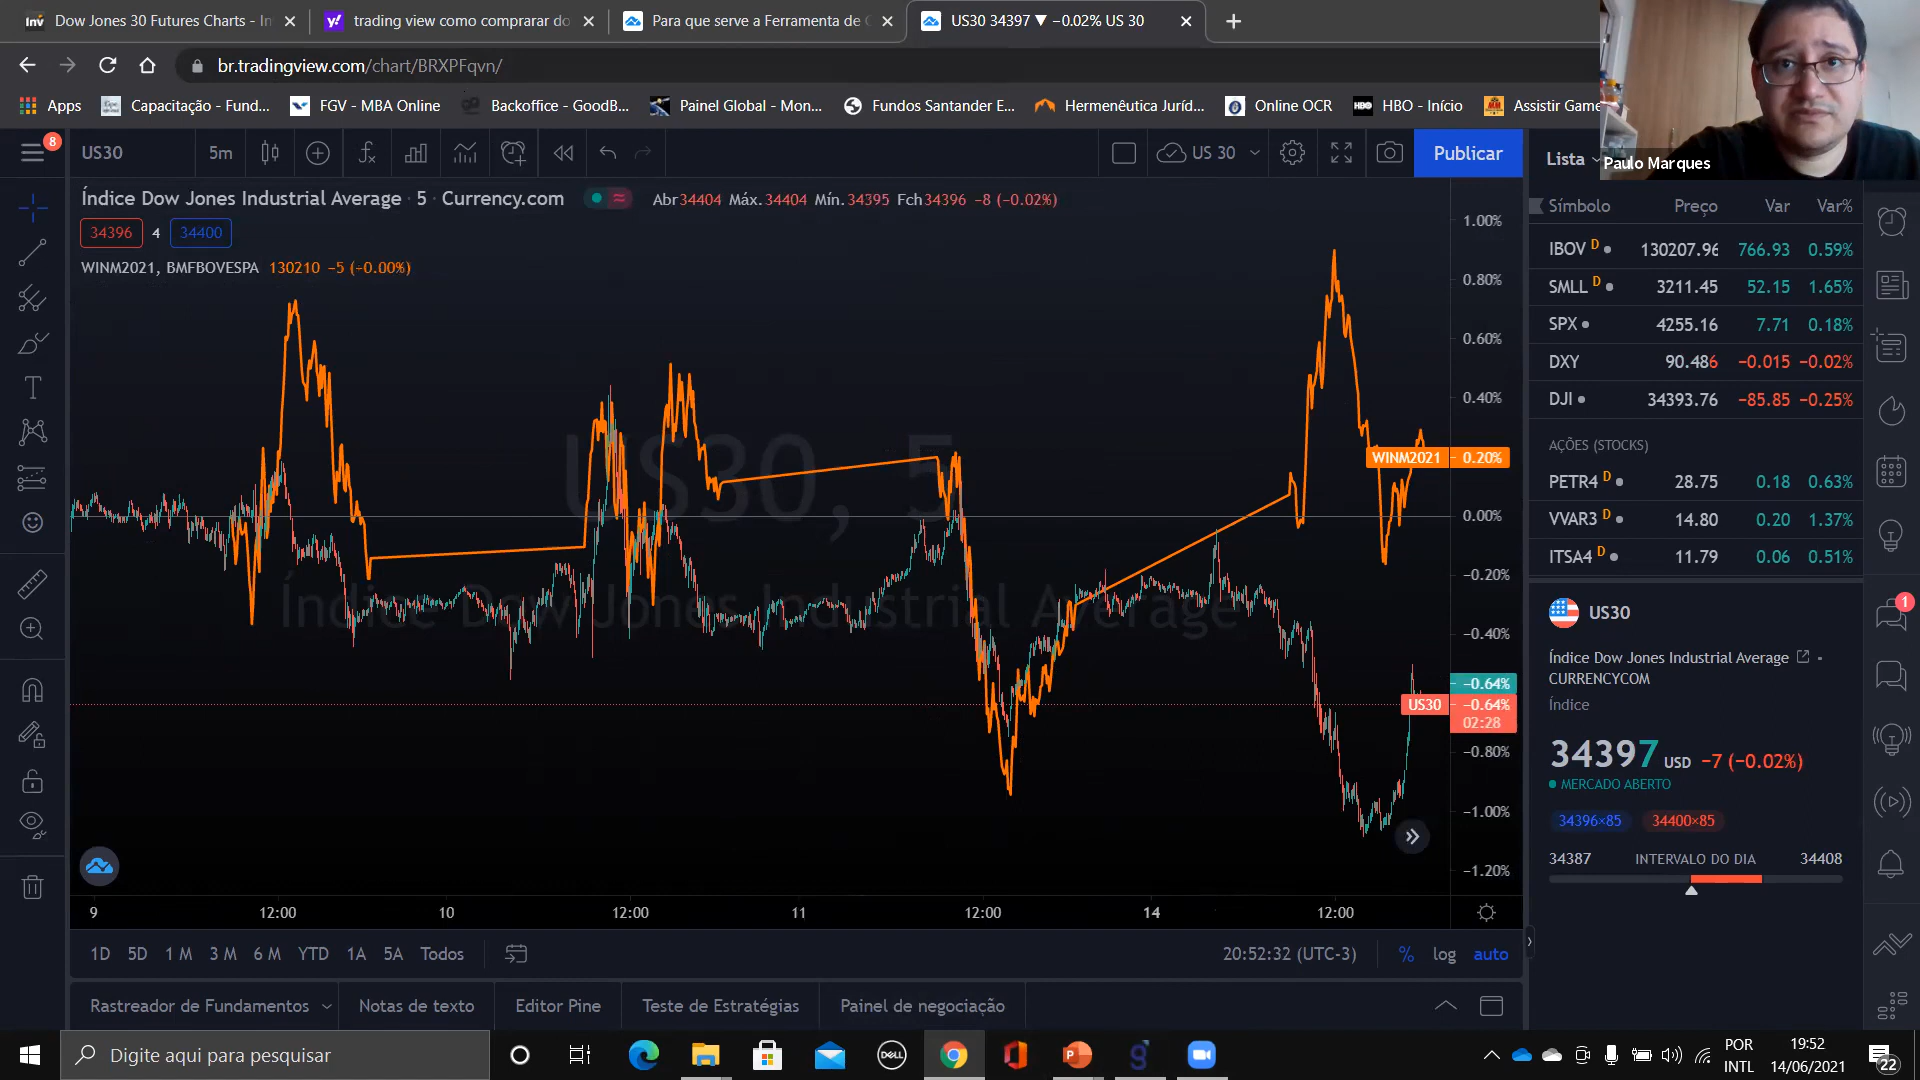 Dow Jones 30 Futures Charts - In
trading view como comprarar do
Para que serve a Ferramenta de C
US30 34397 ▼ −0.02% US 30
br.tradingview.com/chart/BRXPFqvn/
Apps
Capacitação - Fund...
FGV - MBA Online
Backoffice - GoodB...
Painel Global - Mon...
Fundos Santander E...
Hermenêutica Juríd...
Online OCR
HBO - Início
Assistir Game
Paulo Marques
8
US30
5m
US 30
Publicar
Lista
Índice Dow Jones Industrial Average · 5 · Currency.com
Abr34404 Máx.34404 Mín.34395 Fch34396 −8 (−0.02%)
34396 4 34400
WINM2021, BMFBOVESPA 130210 −5 (−0.00%)
US30, 5
Índice Dow Jones Industrial Average
1.00%
0.80%
0.60%
0.40%
WINM2021 0.20%
0.00%
−0.20%
−0.40%
−0.64%
US30 −0.64%
02:28
−0.80%
−1.00%
−1.20%
9 12:00 10 12:00 11 12:00 14 12:00
1D 5D 1 M 3 M 6 M YTD 1A 5A Todos
20:52:32 (UTC-3) % log auto
Rastreador de Fundamentos
Notas de texto
Editor Pine
Teste de Estratégias
Painel de negociação
Símbolo Preço Var Var%
IBOV D 130207.96 766.93 0.59%
SMLL D 3211.45 52.15 1.65%
SPX 4255.16 7.71 0.18%
DXY 90.486 −0.015 −0.02%
DJI 34393.76 −85.85 −0.25%
AÇÕES (STOCKS)
PETR4 D 28.75 0.18 0.63%
VVAR3 D 14.80 0.20 1.37%
ITSA4 D 11.79 0.06 0.51%
US30
Índice Dow Jones Industrial Average
CURRENCYCOM
Índice
34397 USD −7 (−0.02%)
MERCADO ABERTO
34396×85 34400×85
34387 INTERVALO DO DIA 34408
1
Digite aqui para pesquisar
DELL
POR
INTL
19:52
14/06/2021
22